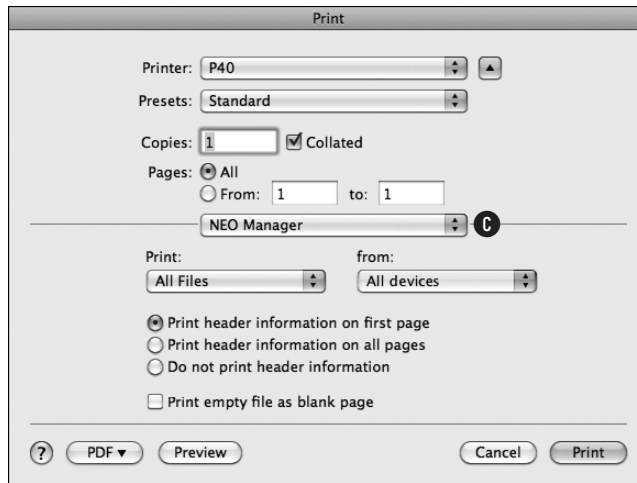 Print
Printer: P40
Presets: Standard
Copies: 1 Collated
Pages: All
From: 1 to: 1
NEO Manager C
Print: from:
All Files All devices
Print header information on first page
Print header information on all pages
Do not print header information
Print empty file as blank page
? PDF Preview Cancel Print